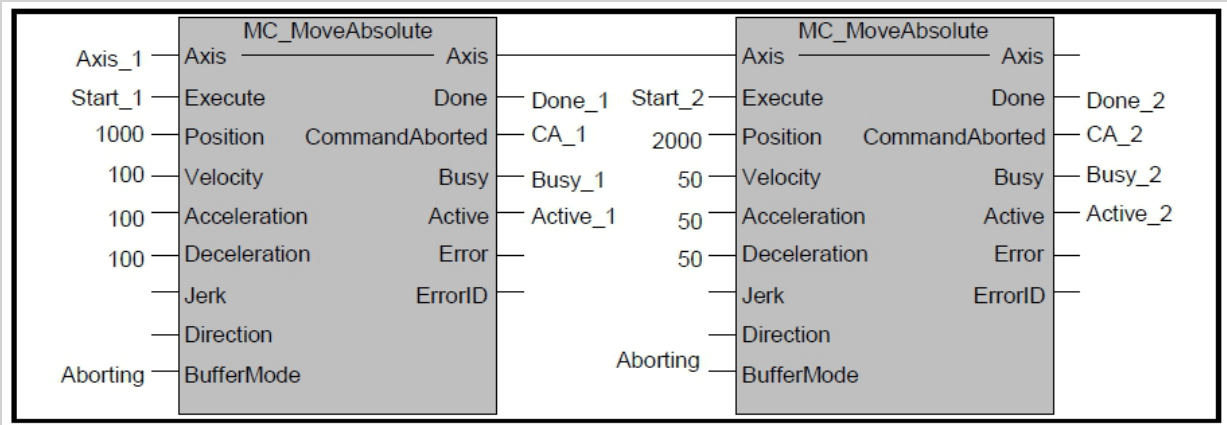 MC_MoveAbsolute MC_MoveAbsolute
Axis_1 Axis Axis Axis Axis
Start_1 Execute Done Done_1 Start_2 Execute Done Done_2
1000 Position CommandAborted CA_1 2000 Position CommandAborted CA_2
100 Velocity Busy Busy_1 50 Velocity Busy Busy_2
100 Acceleration Active Active_1 50 Acceleration Active Active_2
100 Deceleration Error 50 Deceleration Error
Jerk ErrorID Jerk ErrorID
Direction Direction
Aborting BufferMode Aborting BufferMode